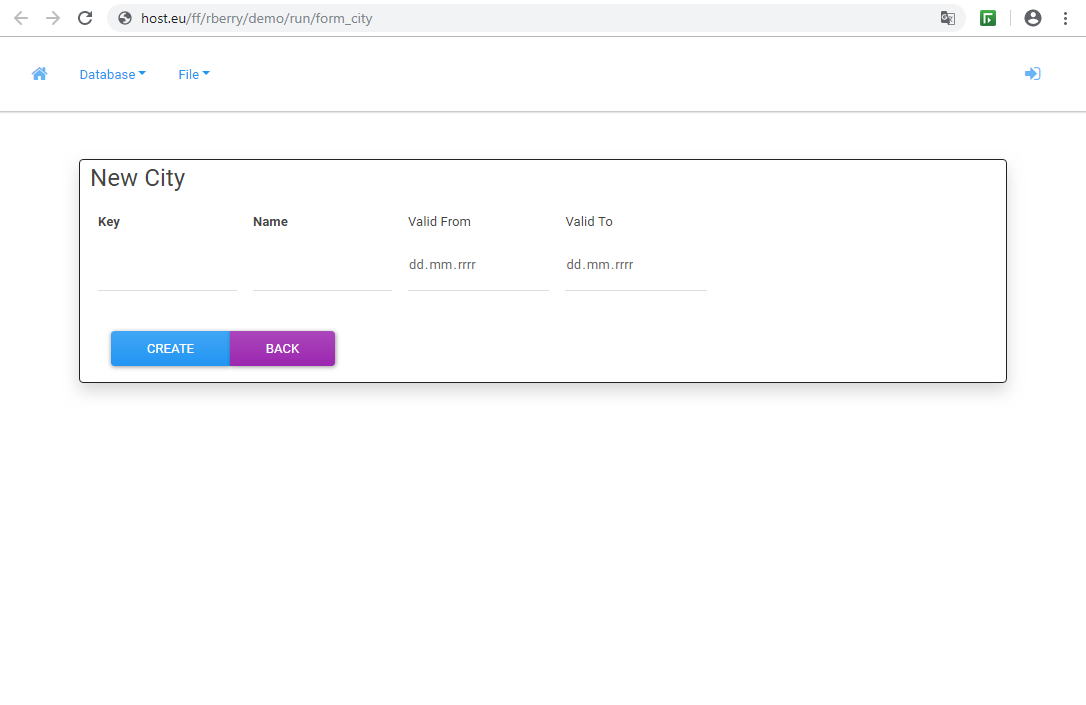 host.eu/ff/rberry/demo/run/form_city
Database File
New City
Key Name Valid From Valid To
dd.mm.rrrr dd.mm.rrrr
CREATE BACK